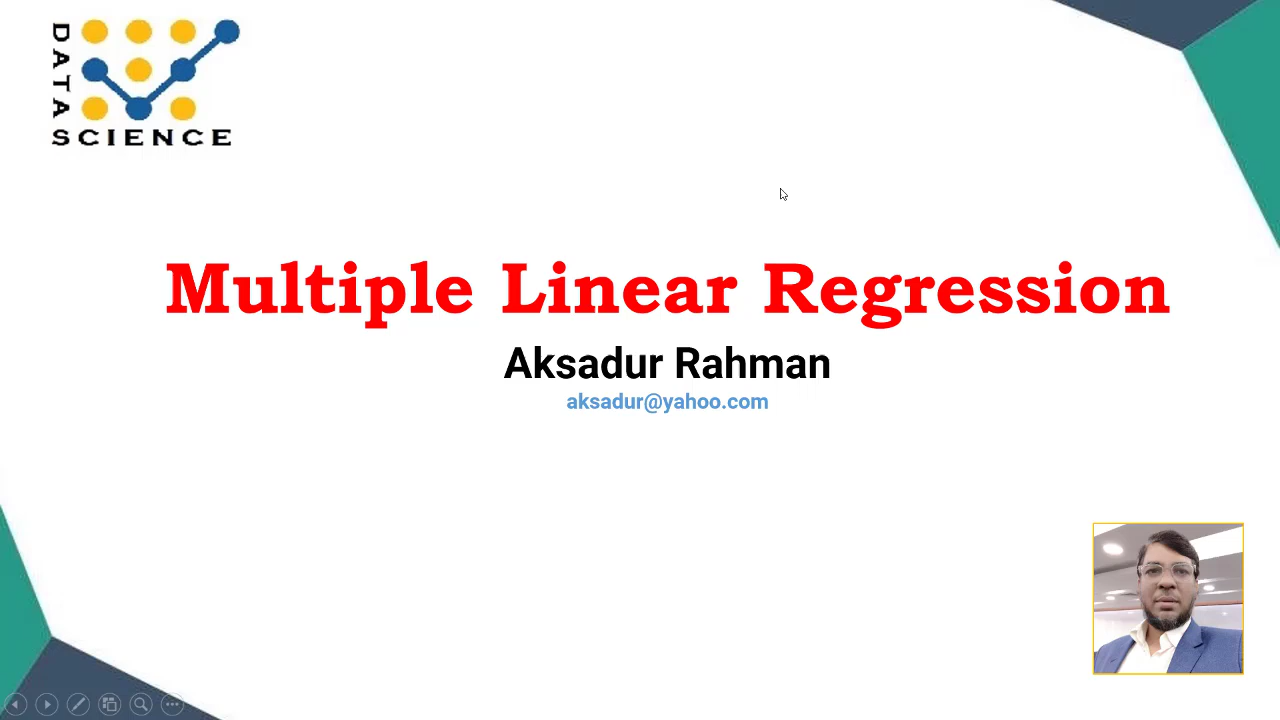 DATA
SCIENCE
Multiple Linear Regression
Aksadur Rahman
aksadur@yahoo.com